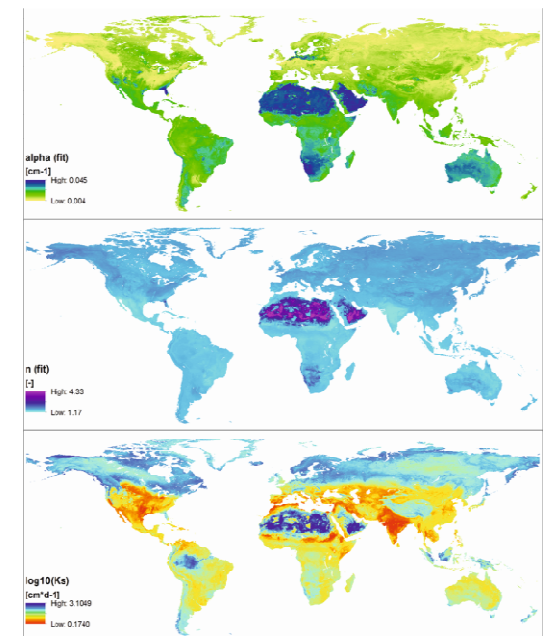 alpha (fit)
[cm-1]
High: 0.045
Low: 0.004
n (fit)
[-]
High: 4.33
Low: 1.17
log10(Ks)
[cm*d-1]
High: 3.1049
Low: 0.1740